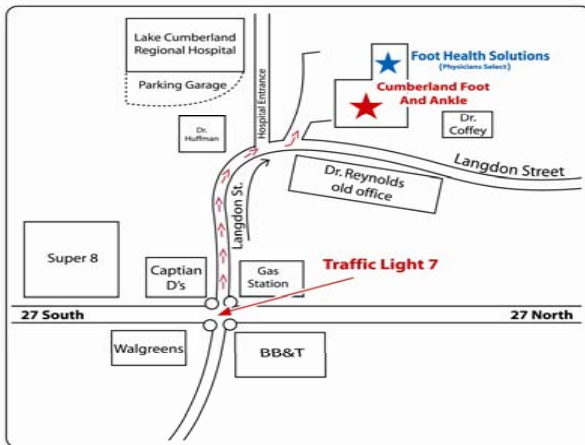 Lake Cumberland
Regional Hospital
Parking Garage
Hospital Entrance
Foot Health Solutions
(Physicians Select)
Cumberland Foot
And Ankle
Dr.
Huffman
Dr.
Coffey
Langdon Street
Dr. Reynolds
old office
Langdon St.
Super 8
Captian
D's
Gas
Station
Traffic Light 7
27 South
27 North
Walgreens
BB&T